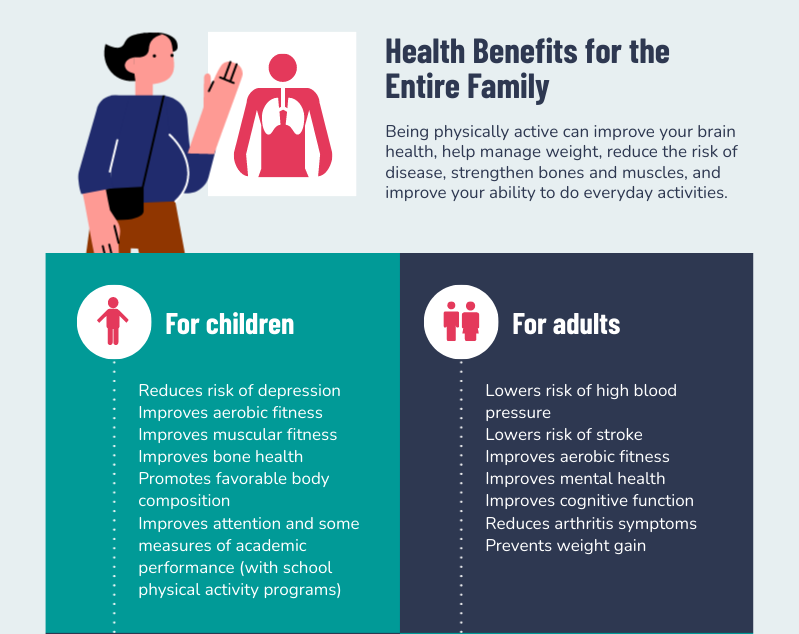 Health Benefits for the
Entire Family
Being physically active can improve your brain
health, help manage weight, reduce the risk of
disease, strengthen bones and muscles, and
improve your ability to do everyday activities.
For children
Reduces risk of depression
Improves aerobic fitness
Improves muscular fitness
Improves bone health
Promotes favorable body
composition
Improves attention and some
measures of academic
performance (with school
physical activity programs)
For adults
Lowers risk of high blood
pressure
Lowers risk of stroke
Improves aerobic fitness
Improves mental health
Improves cognitive function
Reduces arthritis symptoms
Prevents weight gain